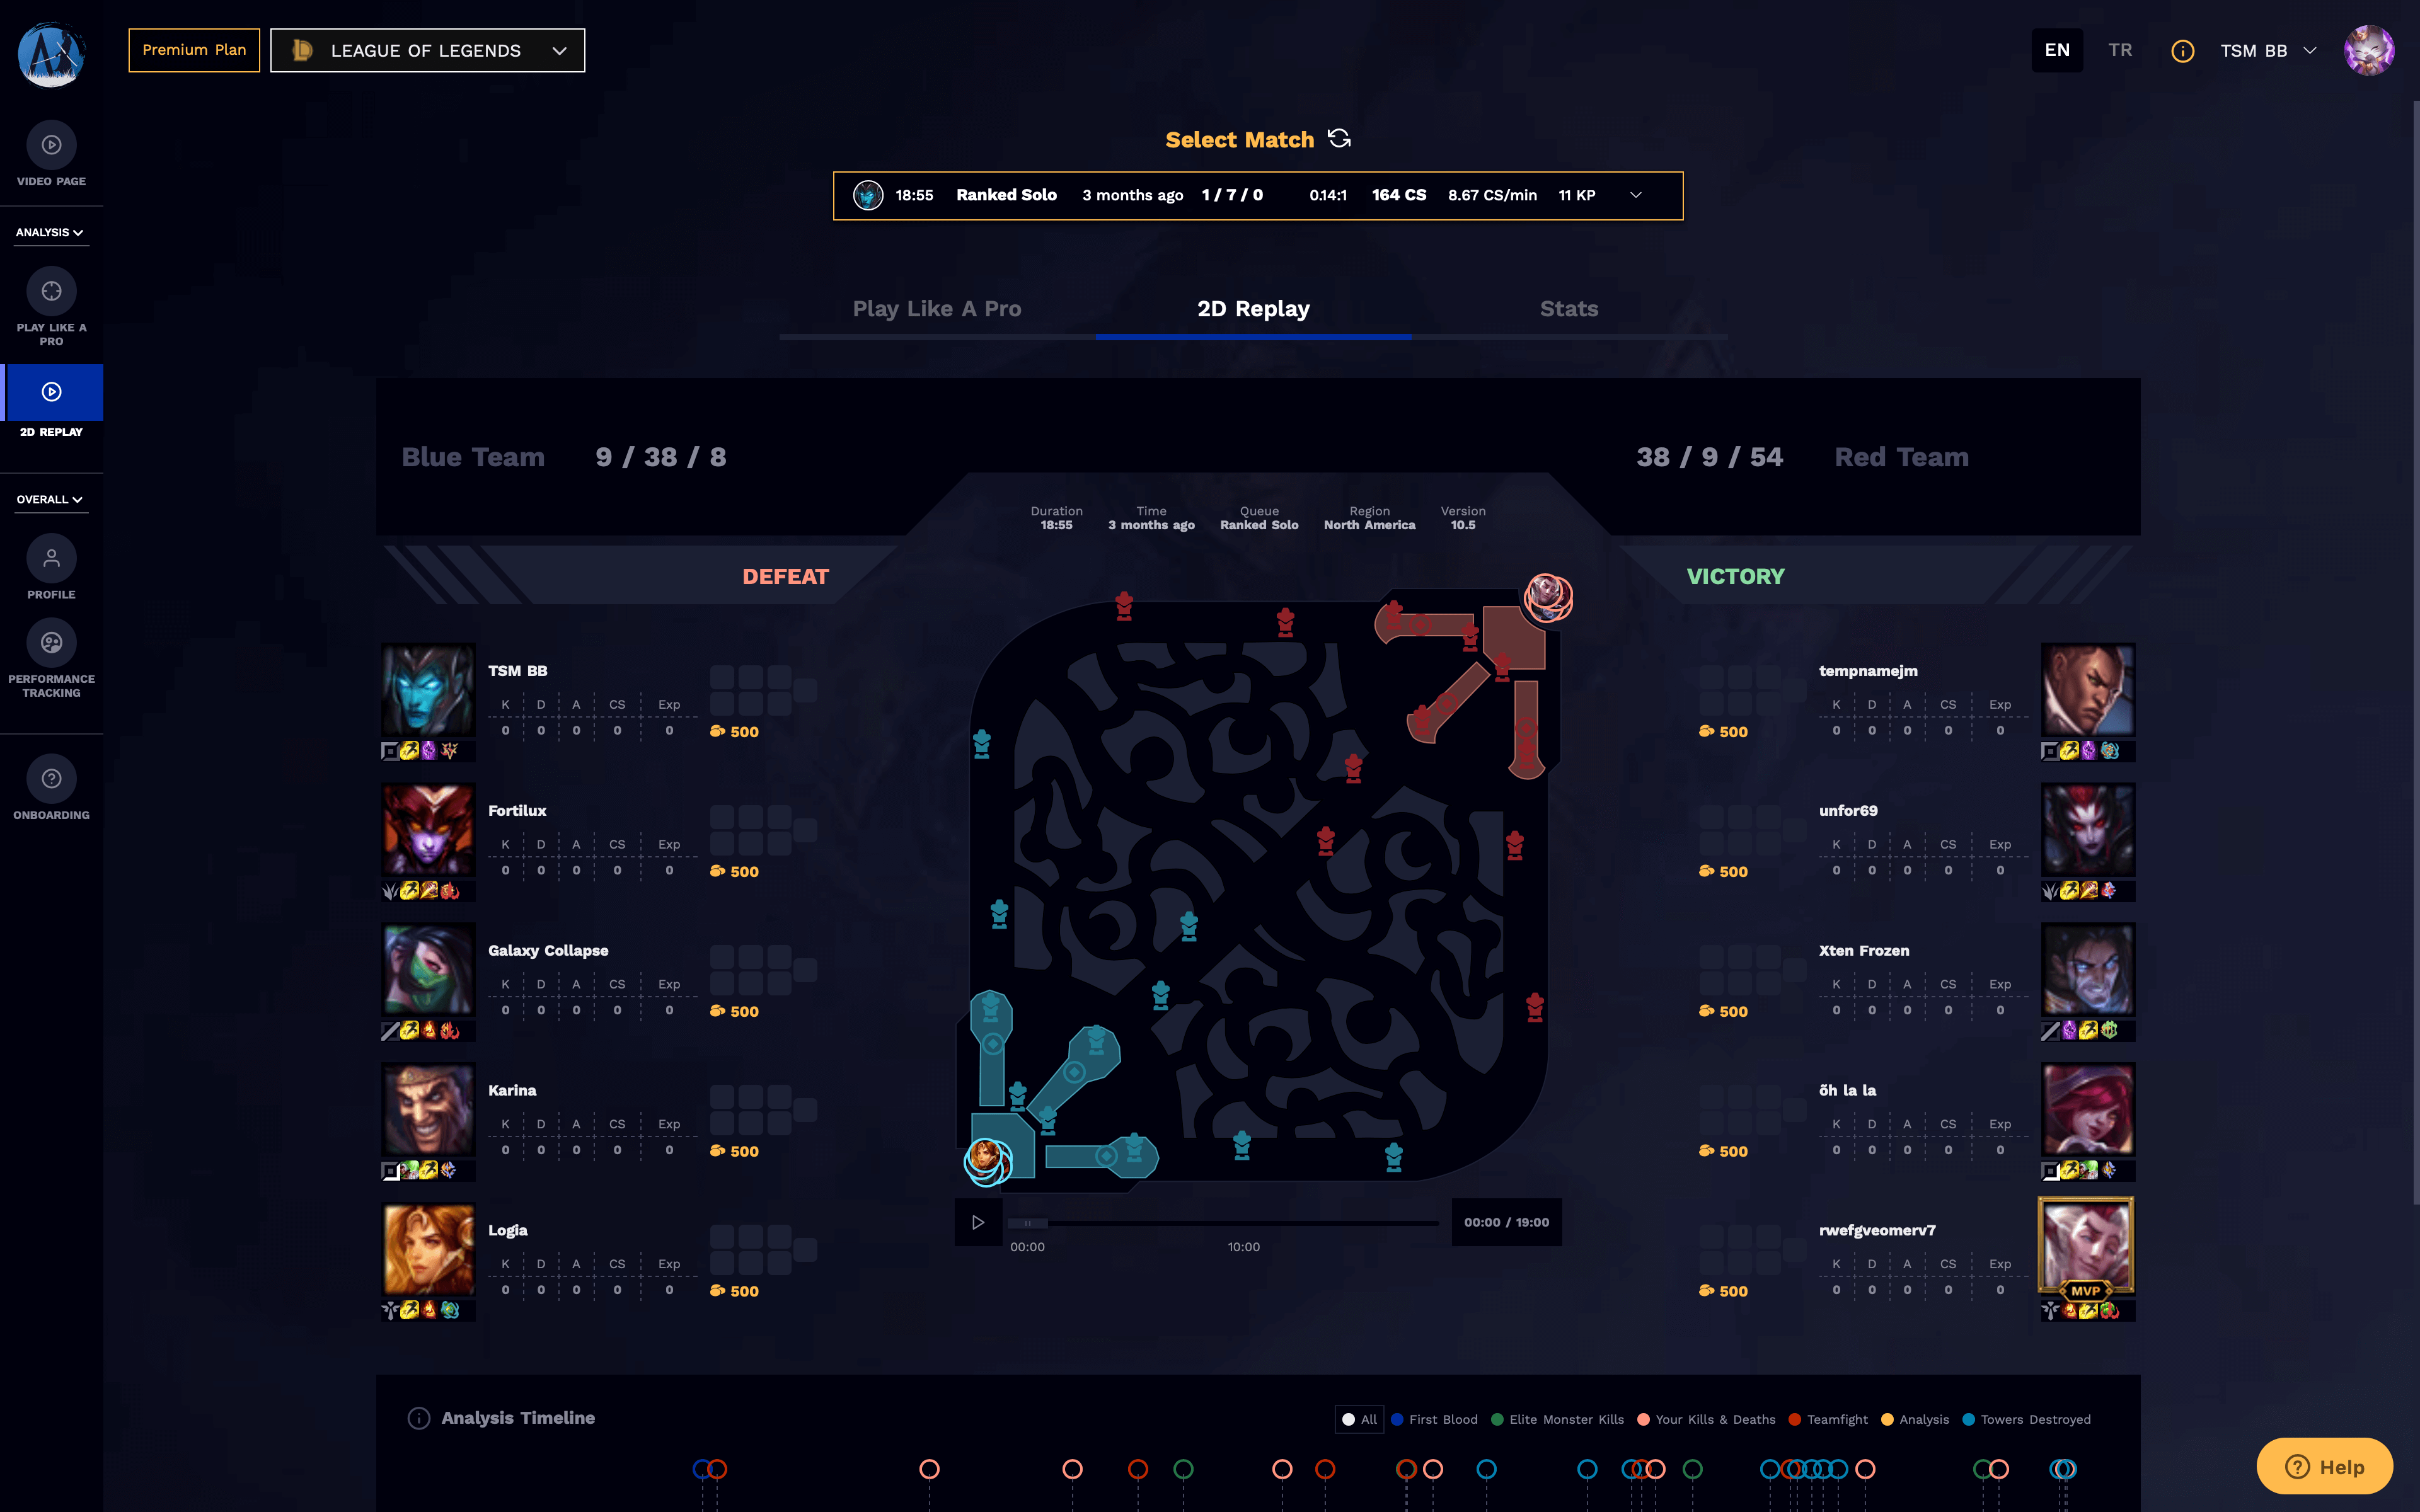 Premium Plan
LEAGUE OF LEGENDS
EN
TR
TSM BB
VIDEO PAGE
ANALYSIS
PLAY LIKE A
PRO
2D REPLAY
OVERALL
PROFILE
PERFORMANCE
TRACKING
ONBOARDING
Select Match
18:55 Ranked Solo 3 months ago 1 / 7 / 0 0.14:1 164 CS 8.67 CS/min 11 KP
Play Like A Pro
2D Replay
Stats
Blue Team 9 / 38 / 8
38 / 9 / 54 Red Team
Duration Time Queue Region Version
18:55 3 months ago Ranked Solo North America 10.5
DEFEAT
VICTORY
TSM BB
K D A CS Exp
0 0 0 0 0
500
Fortilux
K D A CS Exp
0 0 0 0 0
500
Galaxy Collapse
K D A CS Exp
0 0 0 0 0
500
Karina
K D A CS Exp
0 0 0 0 0
500
Logia
K D A CS Exp
0 0 0 0 0
500
00:00
10:00
00:00 / 19:00
tempnamejm
K D A CS Exp
0 0 0 0 0
500
unfor69
K D A CS Exp
0 0 0 0 0
500
Xten Frozen
K D A CS Exp
0 0 0 0 0
500
õh la la
K D A CS Exp
0 0 0 0 0
500
rwefgveomerv7
K D A CS Exp
0 0 0 0 0
500
MVP
Analysis Timeline
All First Blood Elite Monster Kills Your Kills & Deaths Teamfight Analysis Towers Destroyed
Help